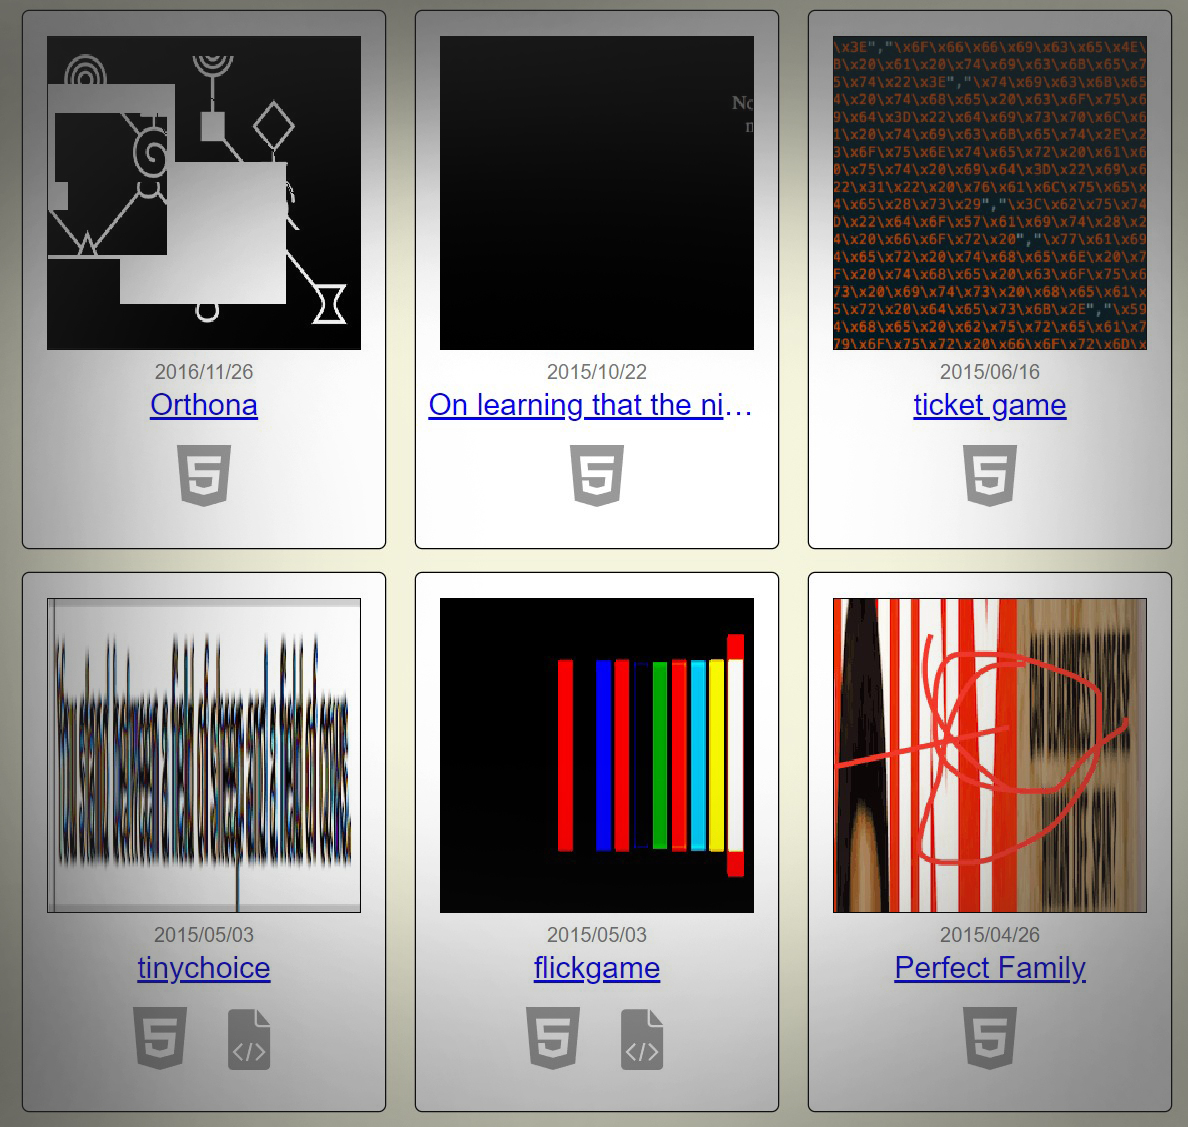 No
\x3E","\x6F\x66\x66\x69\x63\x65\x4E\
B\x20\x61\x20\x74\x69\x63\x6B\x65\x7
5\x74\x22\x3E","\x74\x69\x63\x6B\x65
4\x20\x74\x68\x65\x20\x63\x6F\x75\x6
9\x64\x3D\x22\x64\x69\x73\x70\x6C\x6
1\x20\x74\x69\x63\x6B\x65\x74\x2E\x2
3\x6F\x75\x6E\x74\x65\x72\x20\x61\x6
0\x75\x74\x20\x69\x64\x3D\x22\x69\x6
22\x31\x22\x20\x76\x61\x6C\x75\x65\x
4\x65\x28\x73\x29","\x3C\x62\x75\x74
D\x22\x64\x6F\x57\x61\x69\x74\x28\x2
4\x20\x66\x6F\x72\x20","\x77\x61\x69
4\x65\x72\x20\x74\x68\x65\x6E\x20\x7
F\x20\x74\x68\x65\x20\x63\x6F\x75\x6
73\x20\x69\x74\x73\x20\x68\x65\x61\x
5\x72\x20\x64\x65\x73\x6B\x2E","\x59
4\x68\x65\x20\x62\x75\x72\x65\x61\x7
79\x6F\x75\x72\x20\x66\x6F\x72\x6D\x
2016/11/26
Orthona
2015/10/22
On learning that the ni…
2015/06/16
ticket game
2015/05/03
tinychoice
2015/05/03
flickgame
2015/04/26
Perfect Family